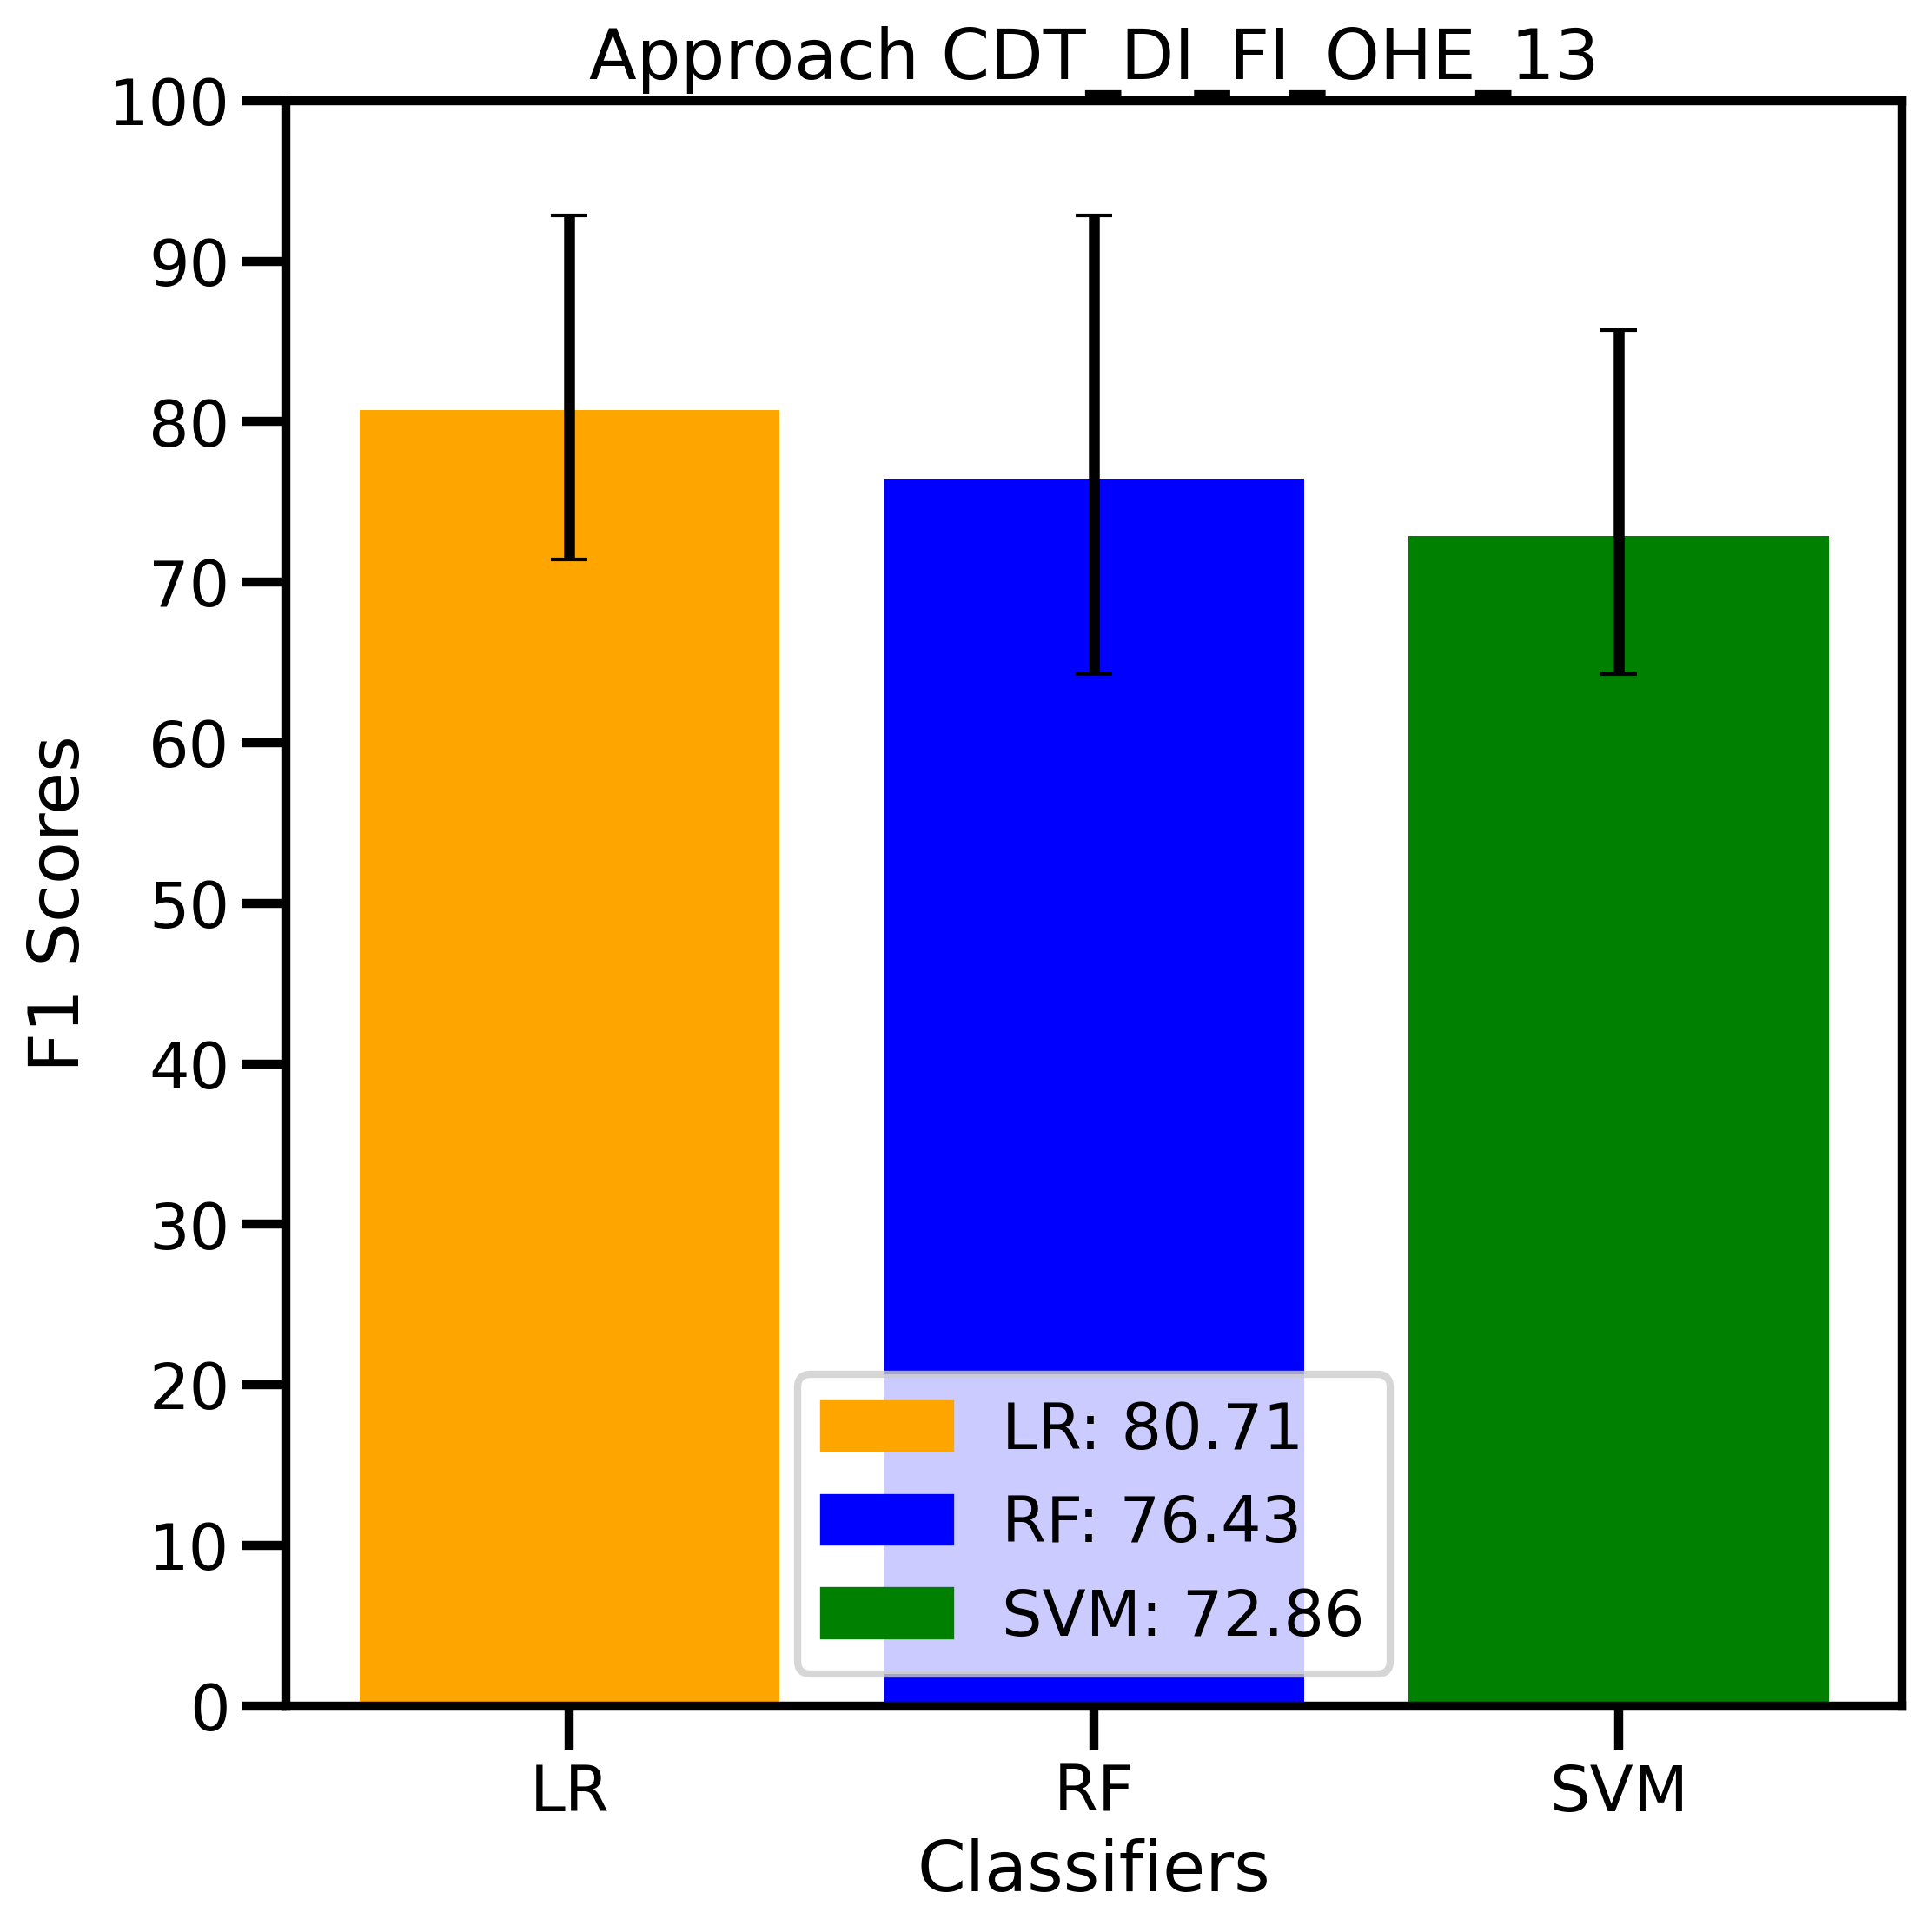 Approach CDT_DI_FI_OHE_13
100
90
80
70
60
50
40
30
20
10
0
F1 Scores
LR: 80.71
RF: 76.43
SVM: 72.86
LR
RF
SVM
Classifiers